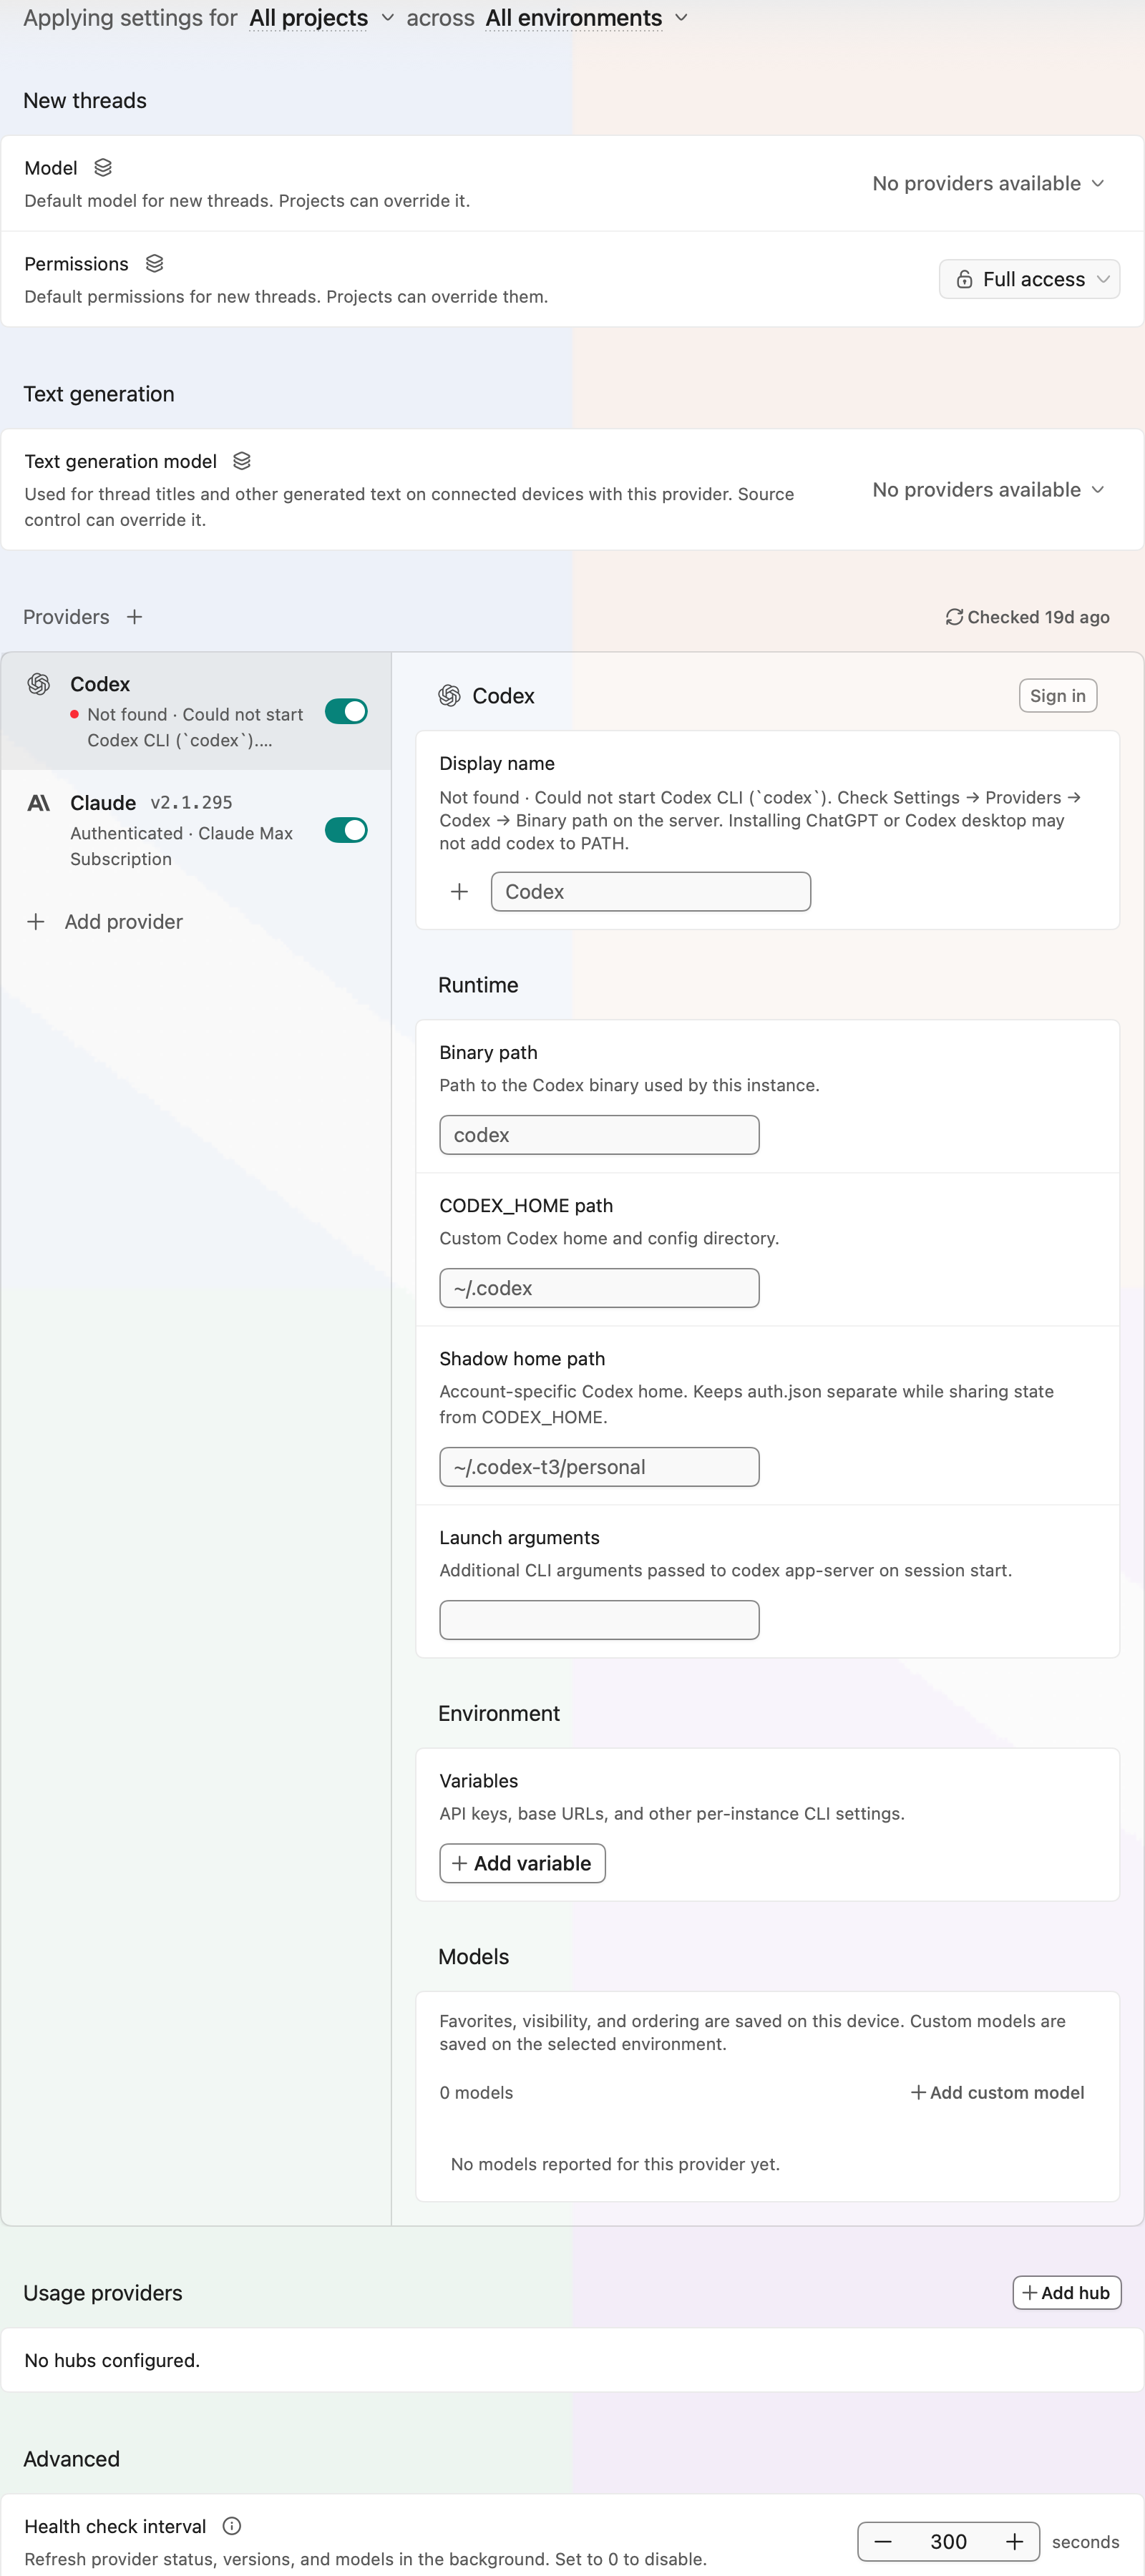 Applying settings for All projects across All environments
New threads
Model
Default model for new threads. Projects can override it.
No providers available
Permissions
Default permissions for new threads. Projects can override them.
Full access
Text generation
Text generation model
Used for thread titles and other generated text on connected devices with this provider. Source
control can override it.
No providers available
Providers
Checked 19d ago
Codex
Not found · Could not start
Codex CLI (`codex`)....
Claude v2.1.295
Authenticated · Claude Max
Subscription
Add provider
Codex
Sign in
Display name
Not found · Could not start Codex CLI (`codex`). Check Settings → Providers →
Codex → Binary path on the server. Installing ChatGPT or Codex desktop may
not add codex to PATH.
Codex
Runtime
Binary path
Path to the Codex binary used by this instance.
codex
CODEX_HOME path
Custom Codex home and config directory.
~/.codex
Shadow home path
Account-specific Codex home. Keeps auth.json separate while sharing state
from CODEX_HOME.
~/.codex-t3/personal
Launch arguments
Additional CLI arguments passed to codex app-server on session start.
Environment
Variables
API keys, base URLs, and other per-instance CLI settings.
Add variable
Models
Favorites, visibility, and ordering are saved on this device. Custom models are
saved on the selected environment.
0 models
Add custom model
No models reported for this provider yet.
Usage providers
Add hub
No hubs configured.
Advanced
Health check interval
Refresh provider status, versions, and models in the background. Set to 0 to disable.
300
seconds